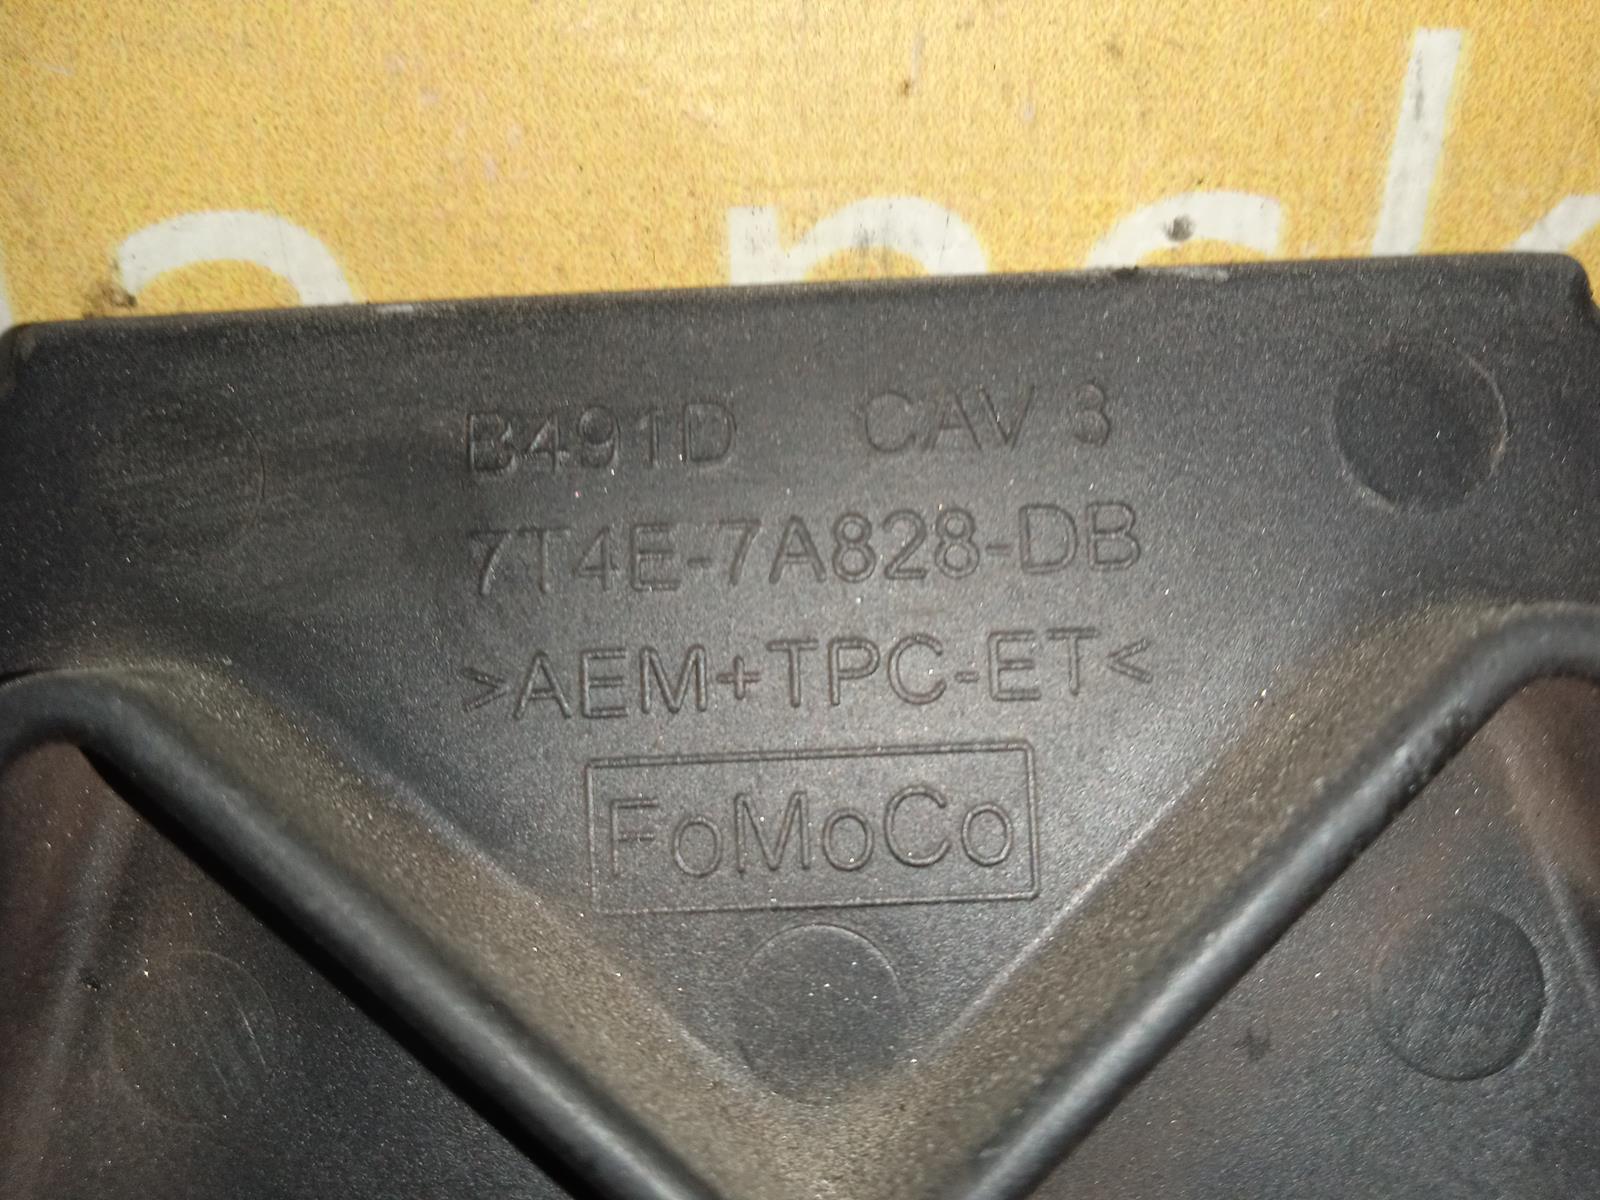 B491D CAV 3
7T4E-7A828-DB
>AEM+TPC-ET<
FoMoCo